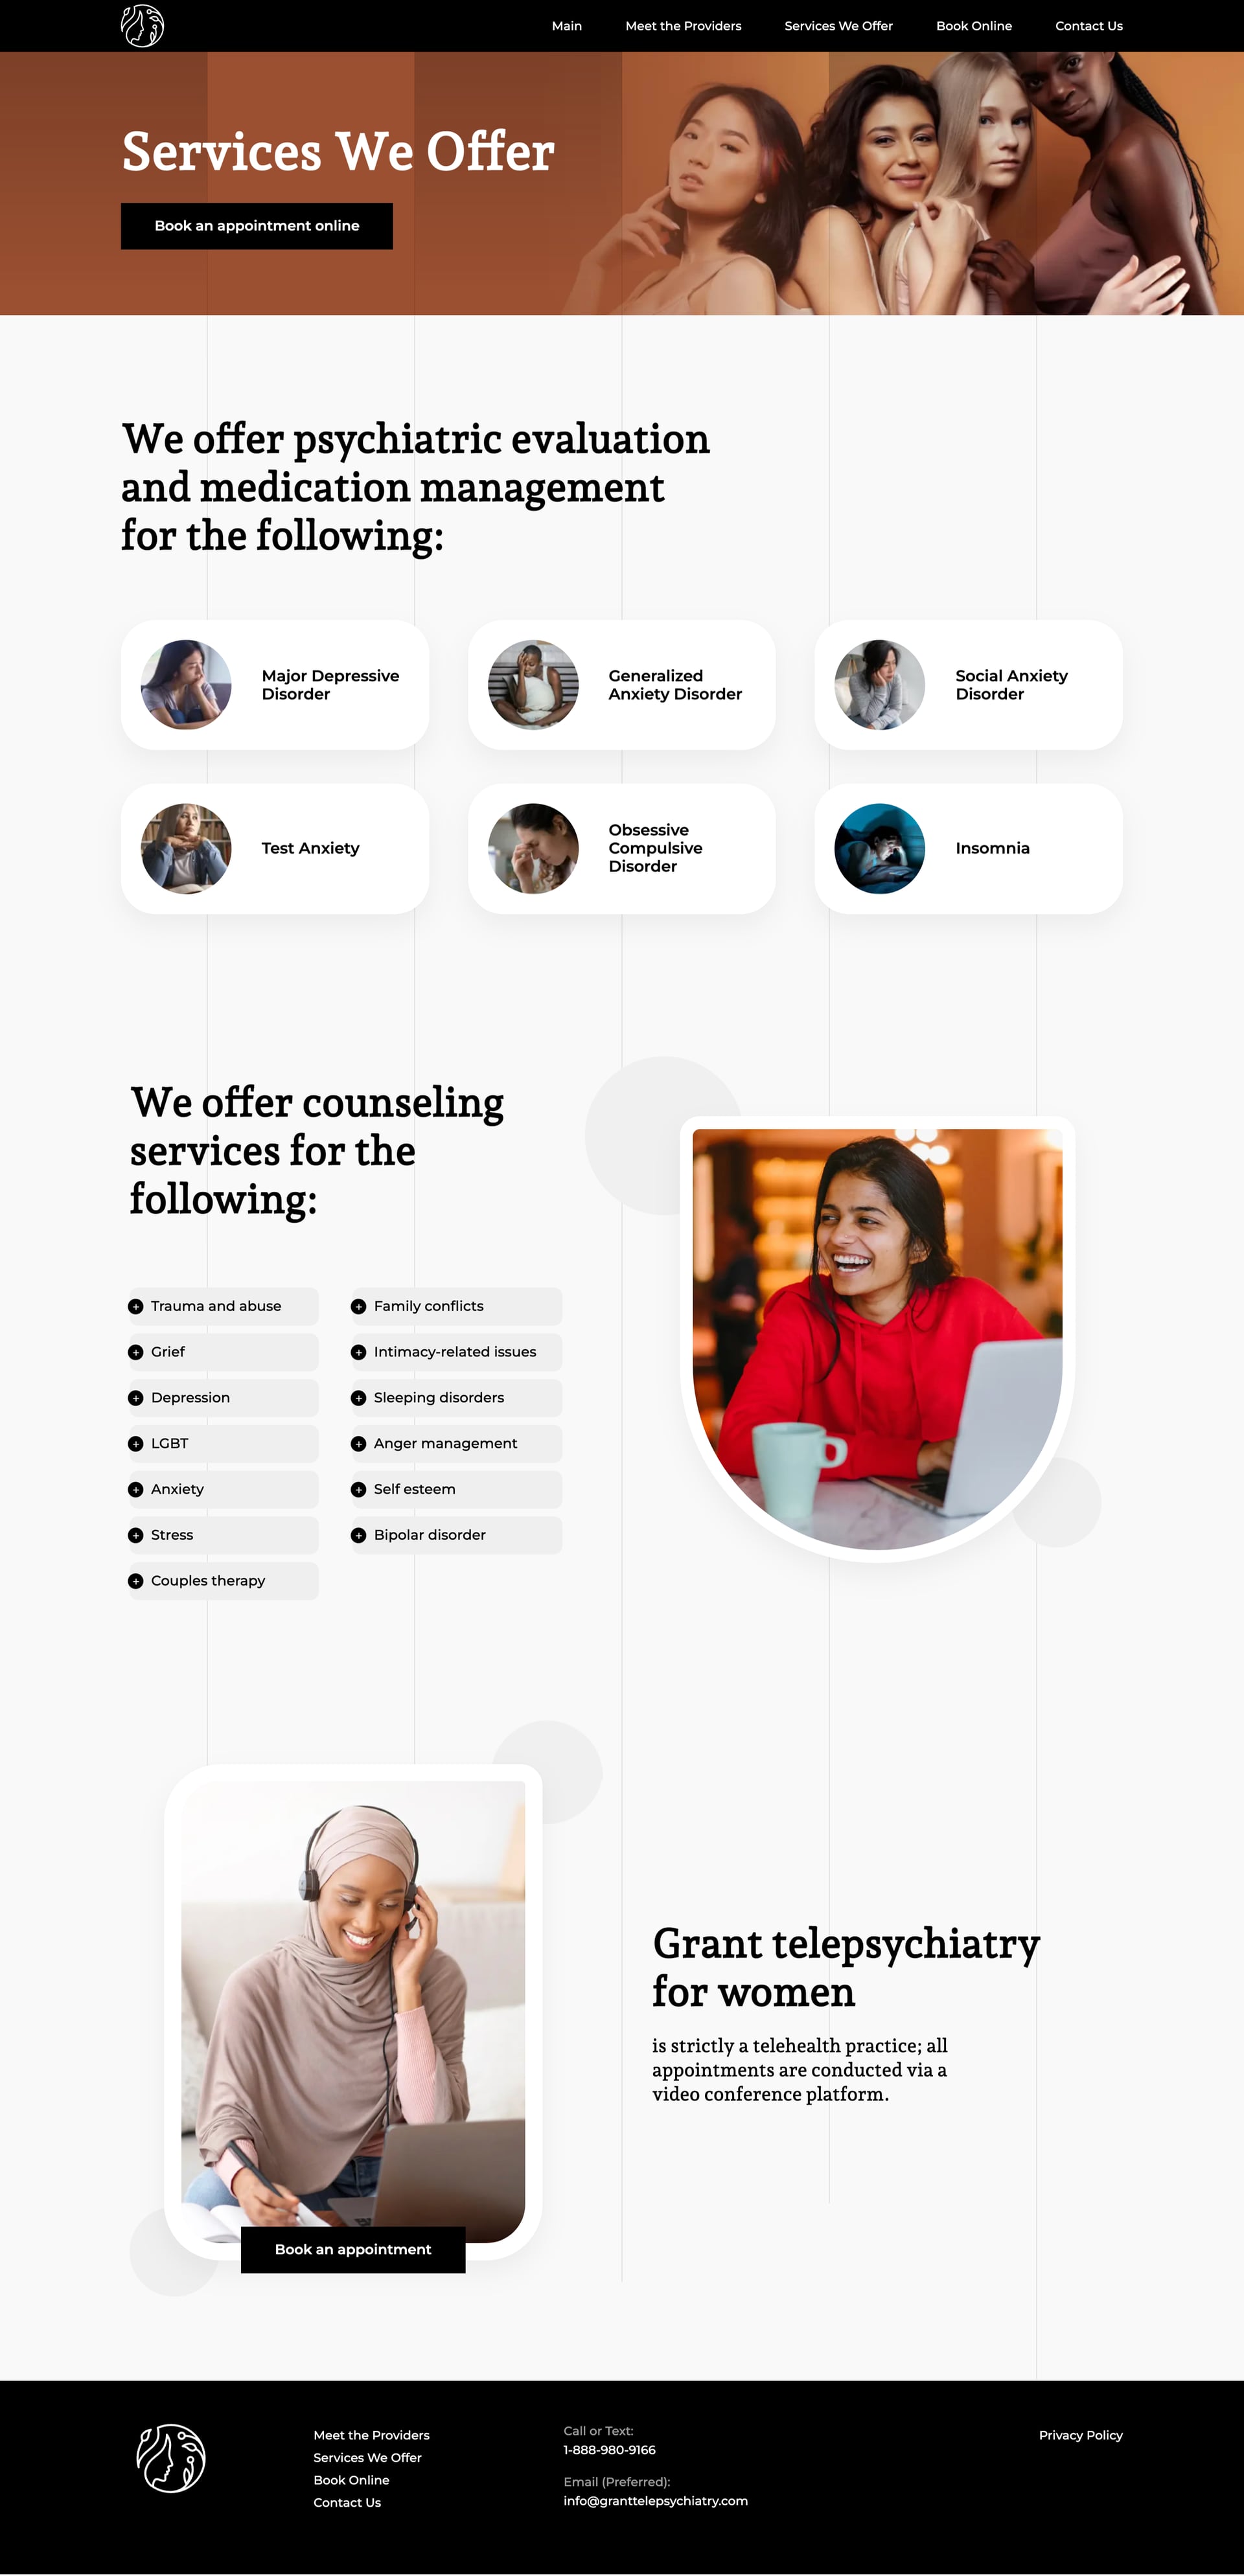 Main
Meet the Providers
Services We Offer
Book Online
Contact Us
Services We Offer
Book an appointment online
We offer psychiatric evaluation
and medication management
for the following:
Major Depressive
Disorder
Generalized
Anxiety Disorder
Social Anxiety
Disorder
Test Anxiety
Obsessive
Compulsive
Disorder
Insomnia
We offer counseling
services for the
following:
Trauma and abuse
Grief
Depression
LGBT
Anxiety
Stress
Couples therapy
Family conflicts
Intimacy-related issues
Sleeping disorders
Anger management
Self esteem
Bipolar disorder
Grant telepsychiatry
for women
is strictly a telehealth practice; all
appointments are conducted via a
video conference platform.
Book an appointment
Meet the Providers
Services We Offer
Book Online
Contact Us
Call or Text:
1-888-980-9166
Email (Preferred):
info@granttelepsychiatry.com
Privacy Policy